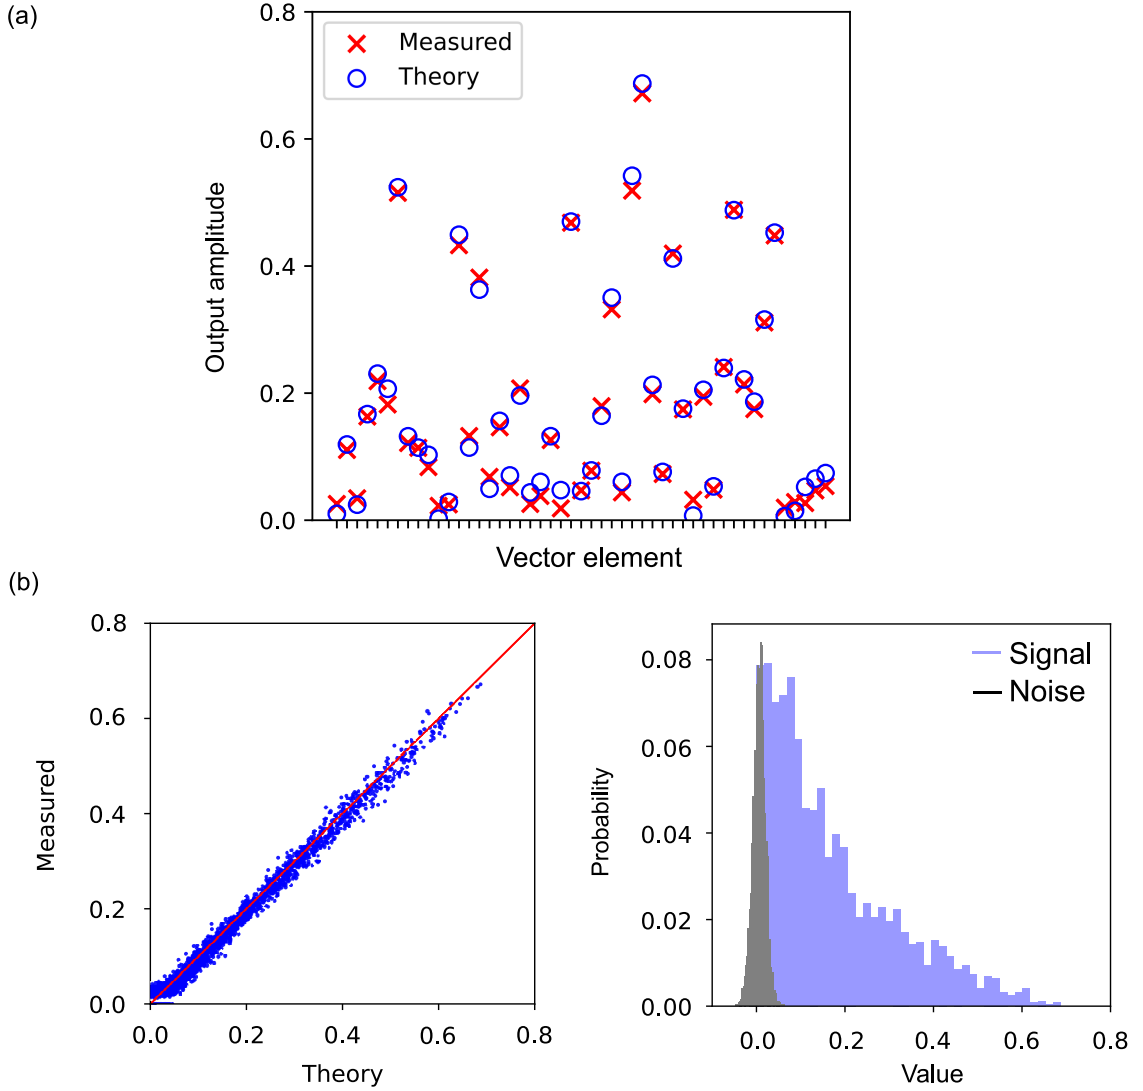 (a)
Measured
Theory
0.8
0.6
0.4
0.2
0.0
Output amplitude
Vector element
(b)
0.8
0.6
0.4
0.2
0.0
Measured
0.0 0.2 0.4 0.6 0.8
Theory
Signal
Noise
0.08
0.06
0.04
0.02
0.00
Probability
0.0 0.2 0.4 0.6 0.8
Value